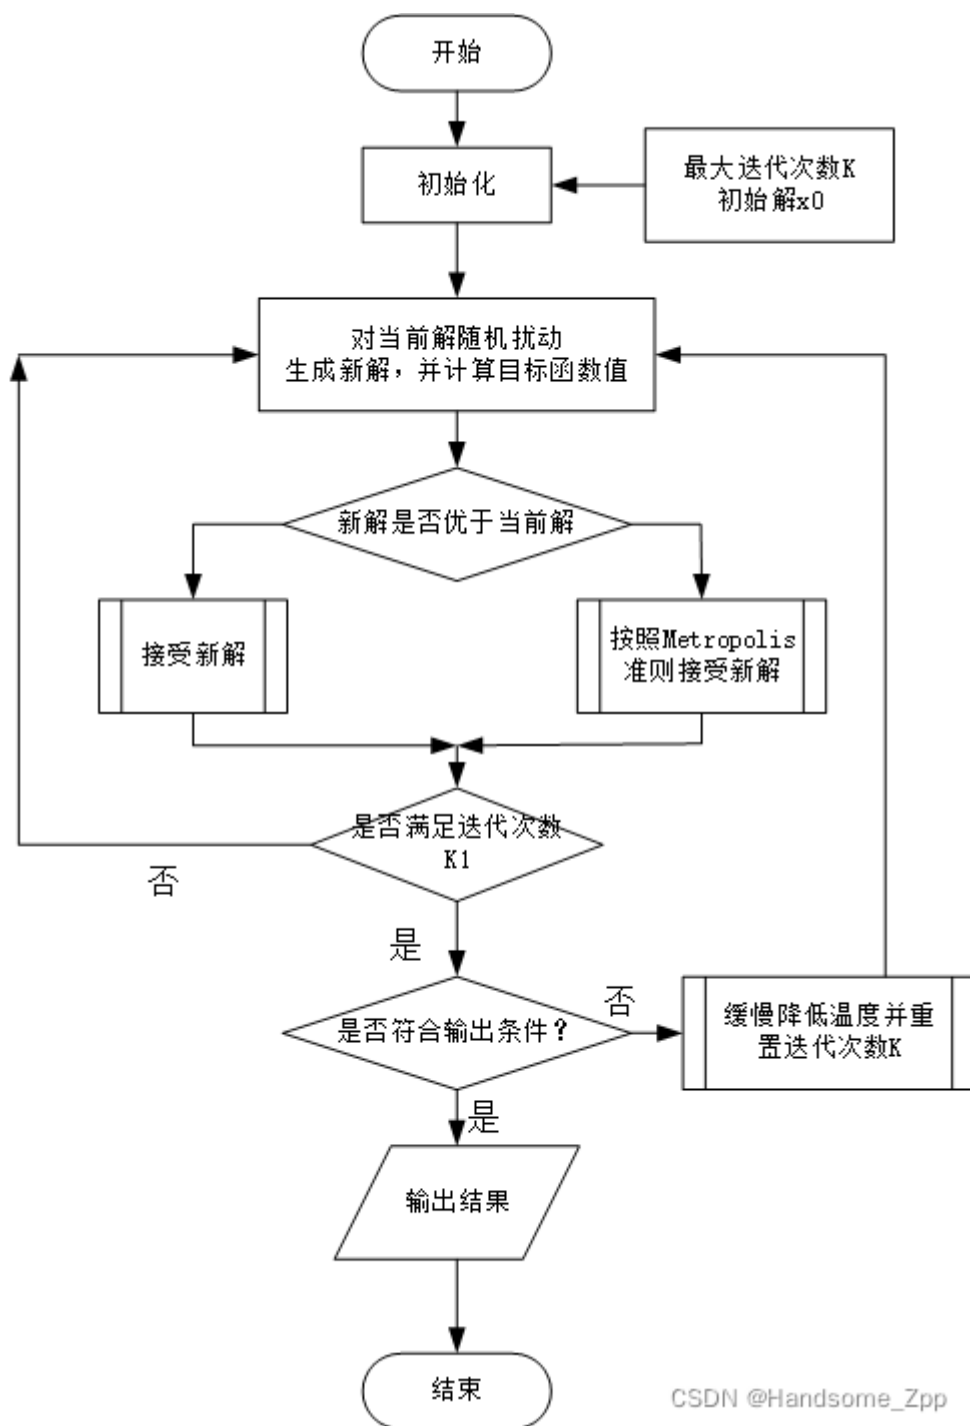 开始
初始化
最大迭代次数K
初始解x0
对当前解随机扰动
生成新解，并计算目标函数值
新解是否优于当前解
接受新解
按照Metropolis
准则接受新解
是否满足迭代次数
K1
否
是
是否符合输出条件？
否
缓慢降低温度并重
置迭代次数K
是
输出结果
结束
CSDN @Handsome_Zpp